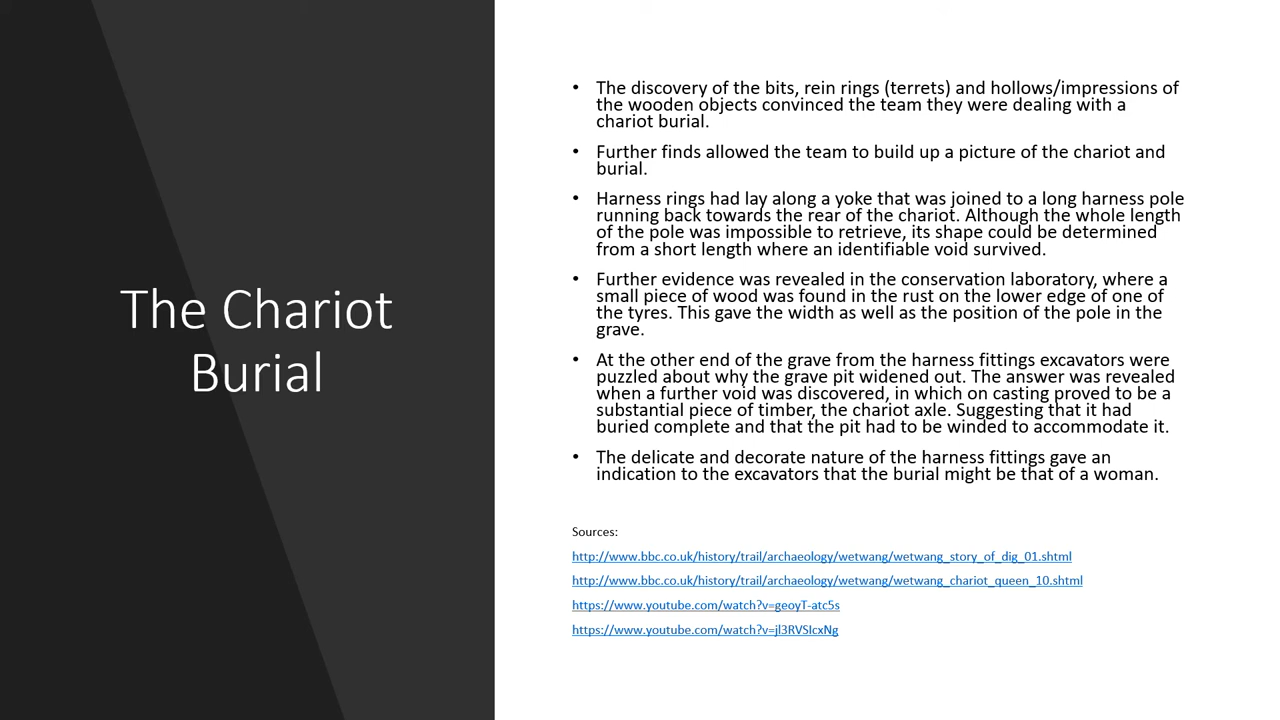 The Chariot
Burial
• The discovery of the bits, rein rings (terrets) and hollows/impressions of
the wooden objects convinced the team they were dealing with a
chariot burial.
• Further finds allowed the team to build up a picture of the chariot and
burial.
• Harness rings had lay along a yoke that was joined to a long harness pole
running back towards the rear of the chariot. Although the whole length
of the pole was impossible to retrieve, its shape could be determined
from a short length where an identifiable void survived.
• Further evidence was revealed in the conservation laboratory, where a
small piece of wood was found in the rust on the lower edge of one of
the tyres. This gave the width as well as the position of the pole in the
grave.
• At the other end of the grave from the harness fittings excavators were
puzzled about why the grave pit widened out. The answer was revealed
when a further void was discovered, in which on casting proved to be a
substantial piece of timber, the chariot axle. Suggesting that it had
buried complete and that the pit had to be winded to accommodate it.
• The delicate and decorate nature of the harness fittings gave an
indication to the excavators that the burial might be that of a woman.
Sources:
http://www.bbc.co.uk/history/trail/archaeology/wetwang/wetwang_story_of_dig_01.shtml
http://www.bbc.co.uk/history/trail/archaeology/wetwang/wetwang_chariot_queen_10.shtml
https://www.youtube.com/watch?v=geoyT-atc5s
https://www.youtube.com/watch?v=jl3RVSIcxNg